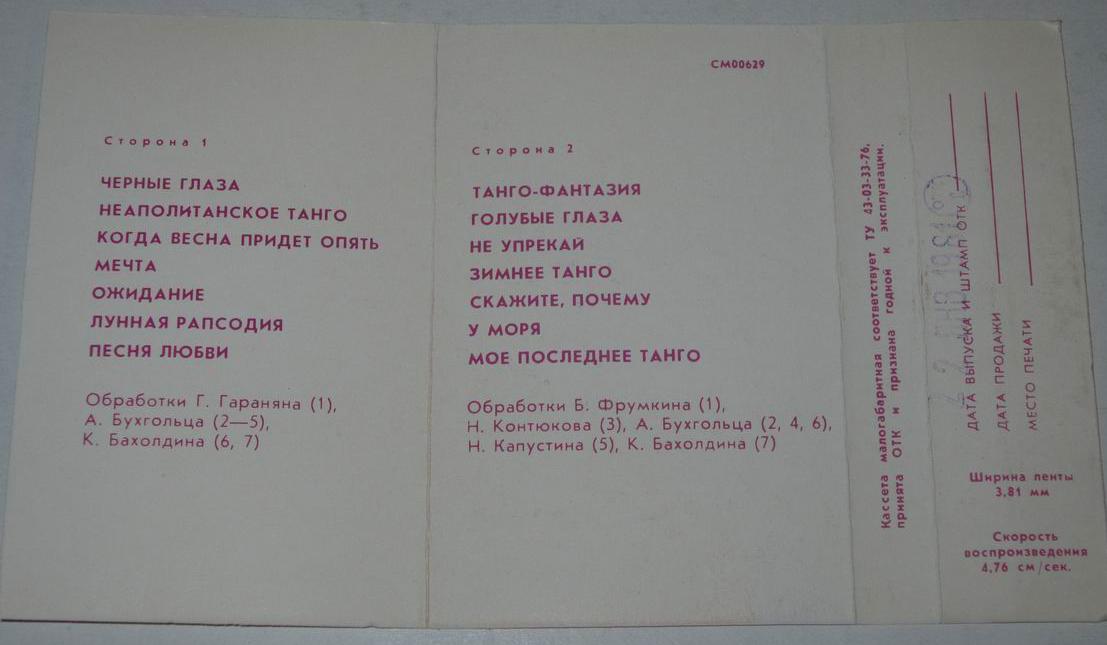 Сторона 1
ЧЕРНЫЕ ГЛАЗА
НЕАПОЛИТАНСКОЕ ТАНГО
КОГДА ВЕСНА ПРИДЕТ ОПЯТЬ
МЕЧТА
ОЖИДАНИЕ
ЛУННАЯ РАПСОДИЯ
ПЕСНЯ ЛЮБВИ
Обработки Г. Гараняна (1),
А. Бухгольца (2—5),
К. Бахолдина (6, 7)
СМ00629
Сторона 2
ТАНГО-ФАНТАЗИЯ
ГОЛУБЫЕ ГЛАЗА
НЕ УПРЕКАЙ
ЗИМНЕЕ ТАНГО
СКАЖИТЕ, ПОЧЕМУ
У МОРЯ
МОЕ ПОСЛЕДНЕЕ ТАНГО
Обработки Б. Фрумкина (1),
Н. Контюкова (3), А. Бухгольца (2, 4, 6),
Н. Капустина (5), К. Бахолдина (7)
Кассета малогабаритная соответствует ТУ 43-03-33-76,
принята ОТК и признана годной к эксплуатации.
ДАТА ВЫПУСКА И ШТАМП ОТК
22 ЯНВ 1981
ДАТА ПРОДАЖИ
МЕСТО ПЕЧАТИ
Ширина ленты
3,81 мм
Скорость
воспроизведения
4,76 см/сек.